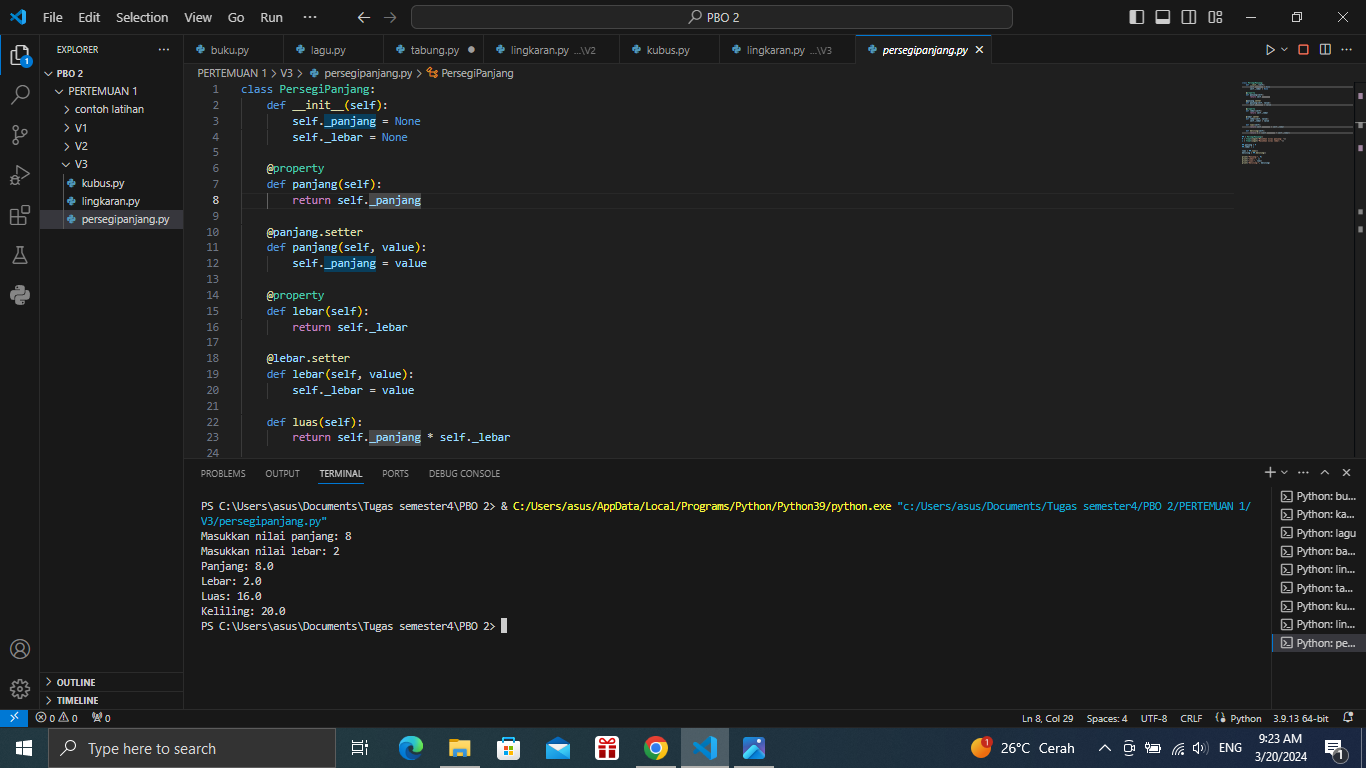 File Edit Selection View Go Run ··· PBO 2
EXPLORER ···
PBO 2
PERTEMUAN 1
contoh latihan
V1
V2
V3
kubus.py
lingkaran.py
persegipanjang.py
OUTLINE
TIMELINE
buku.py lagu.py tabung.py lingkaran.py ...\V2 kubus.py lingkaran.py ...\V3 persegipanjang.py
PERTEMUAN 1 > V3 > persegipanjang.py > PersegiPanjang
1 class PersegiPanjang:
2 def __init__(self):
3 self._panjang = None
4 self._lebar = None
5
6 @property
7 def panjang(self):
8 return self._panjang
9
10 @panjang.setter
11 def panjang(self, value):
12 self._panjang = value
13
14 @property
15 def lebar(self):
16 return self._lebar
17
18 @lebar.setter
19 def lebar(self, value):
20 self._lebar = value
21
22 def luas(self):
23 return self._panjang * self._lebar
24
PROBLEMS OUTPUT TERMINAL PORTS DEBUG CONSOLE
PS C:\Users\asus\Documents\Tugas semester4\PBO 2> & C:/Users/asus/AppData/Local/Programs/Python/Python39/python.exe "c:/Users/asus/Documents/Tugas semester4/PBO 2/PERTEMUAN 1/
V3/persegipanjang.py"
Masukkan nilai panjang: 8
Masukkan nilai lebar: 2
Panjang: 8.0
Lebar: 2.0
Luas: 16.0
Keliling: 20.0
PS C:\Users\asus\Documents\Tugas semester4\PBO 2>
Python: bu...
Python: ka...
Python: lagu
Python: ba...
Python: lin...
Python: ta...
Python: ku...
Python: lin...
Python: pe...
0 0 0 Ln 8, Col 29 Spaces: 4 UTF-8 CRLF Python 3.9.13 64-bit
Type here to search 26°C Cerah ENG 9:23 AM
3/20/2024